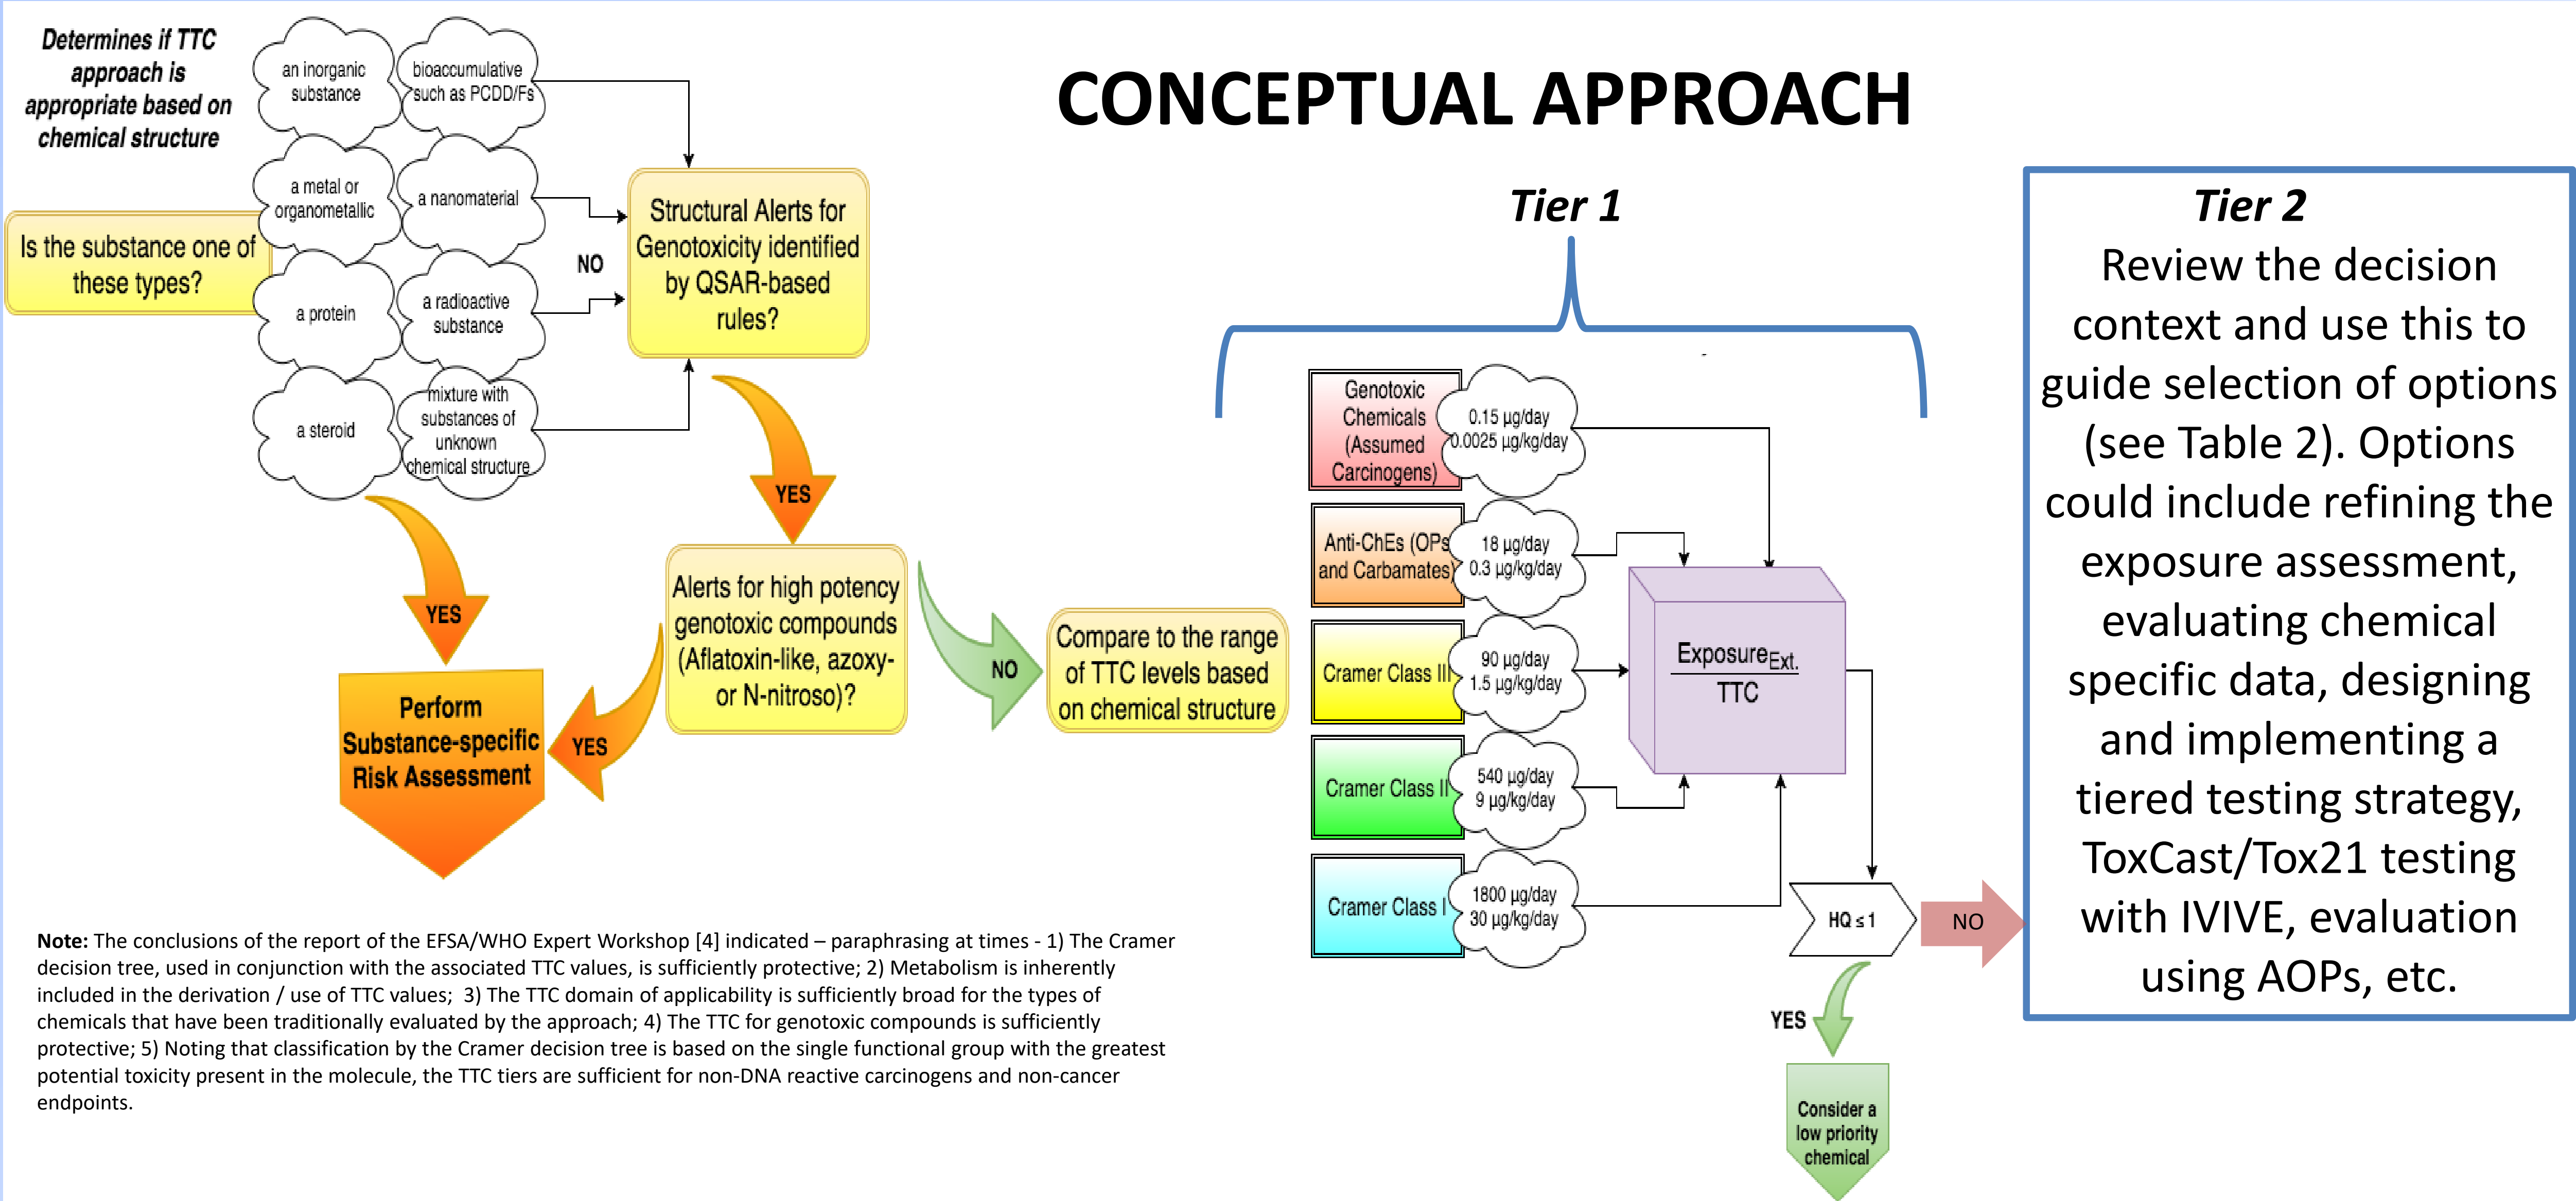 Determines if TTC
approach is
appropriate based on
chemical structure
an inorganic
substance
bioaccumulative
such as PCDD/Fs
a metal or
organometallic
a nanomaterial
Is the substance one of
these types?
a protein
a radioactive
substance
a steroid
mixture with
substances of
unknown
chemical structure
NO
Structural Alerts for
Genotoxicity identified
by QSAR-based
rules?
YES
YES
Alerts for high potency
genotoxic compounds
(Aflatoxin-like, azoxy-
or N-nitroso)?
YES
Perform
Substance-specific
Risk Assessment
NO
Compare to the range
of TTC levels based
on chemical structure
CONCEPTUAL APPROACH
Tier 1
Genotoxic
Chemicals
(Assumed
Carcinogens)
0.15 µg/day
0.0025 µg/kg/day
Anti-ChEs (OPs
and Carbamates)
18 µg/day
0.3 µg/kg/day
Cramer Class III
90 µg/day
1.5 µg/kg/day
Cramer Class II
540 µg/day
9 µg/kg/day
Cramer Class I
1800 µg/day
30 µg/kg/day
Exposure Ext.
TTC
HQ ≤ 1
NO
YES
Consider a
low priority
chemical
Tier 2
Review the decision
context and use this to
guide selection of options
(see Table 2). Options
could include refining the
exposure assessment,
evaluating chemical
specific data, designing
and implementing a
tiered testing strategy,
ToxCast/Tox21 testing
with IVIVE, evaluation
using AOPs, etc.
Note: The conclusions of the report of the EFSA/WHO Expert Workshop [4] indicated – paraphrasing at times - 1) The Cramer
decision tree, used in conjunction with the associated TTC values, is sufficiently protective; 2) Metabolism is inherently
included in the derivation / use of TTC values; 3) The TTC domain of applicability is sufficiently broad for the types of
chemicals that have been traditionally evaluated by the approach; 4) The TTC for genotoxic compounds is sufficiently
protective; 5) Noting that classification by the Cramer decision tree is based on the single functional group with the greatest
potential toxicity present in the molecule, the TTC tiers are sufficient for non-DNA reactive carcinogens and non-cancer
endpoints.